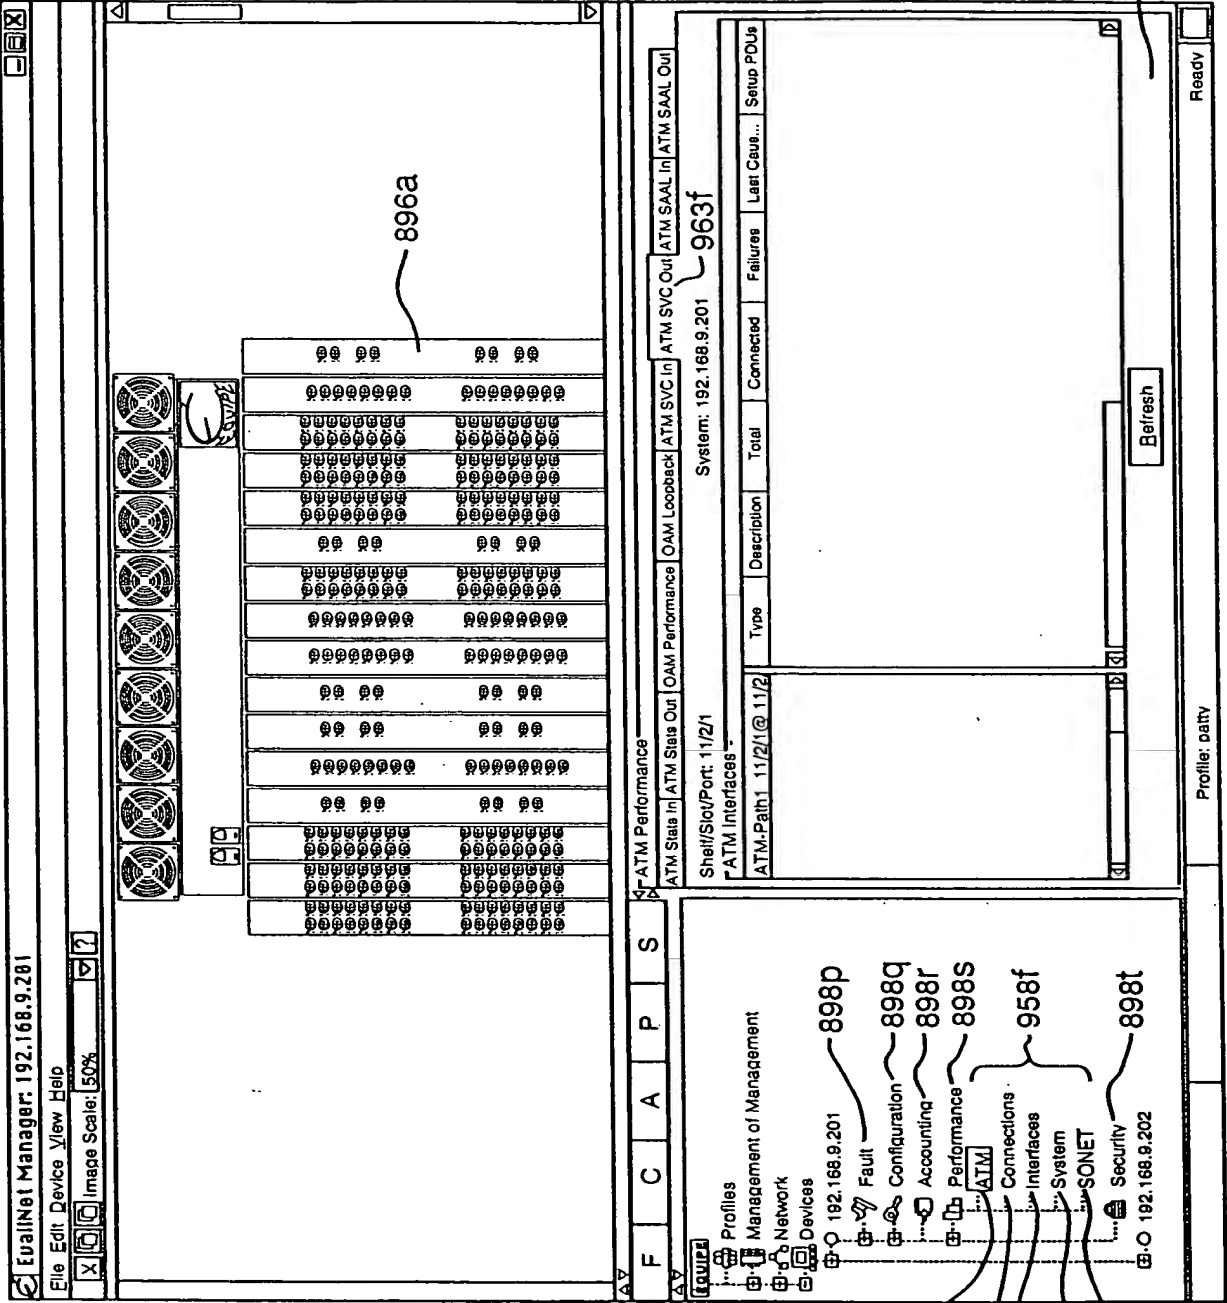 EvallNet Manager: 192.168.9.201
File Edit Device View Help
Image Scale: 50%
?
896a
F C A P S
EQUIPE
Profiles
Management of Management
Network
Devices
192.168.9.201
898p
Fault
Configuration
898q
Accounting
898r
Performance
898s
ATM
Connections
Interfaces
System
SONET
958f
Security
898t
192.168.9.202
ATM Performance
ATM Stats In ATM Stats Out OAM Performance OAM Loopback ATM SVC In ATM SVC Out ATM SAAL In ATM SAAL Out
963f
Shelf/Slot/Port: 11/2/1 System: 192.168.9.201
ATM Interfaces
ATM-Path1 11/2/1@ 11/2
Type Description Total Connected Failures Last Caus... Setup PDUs
Refresh
Profile: patty
Ready